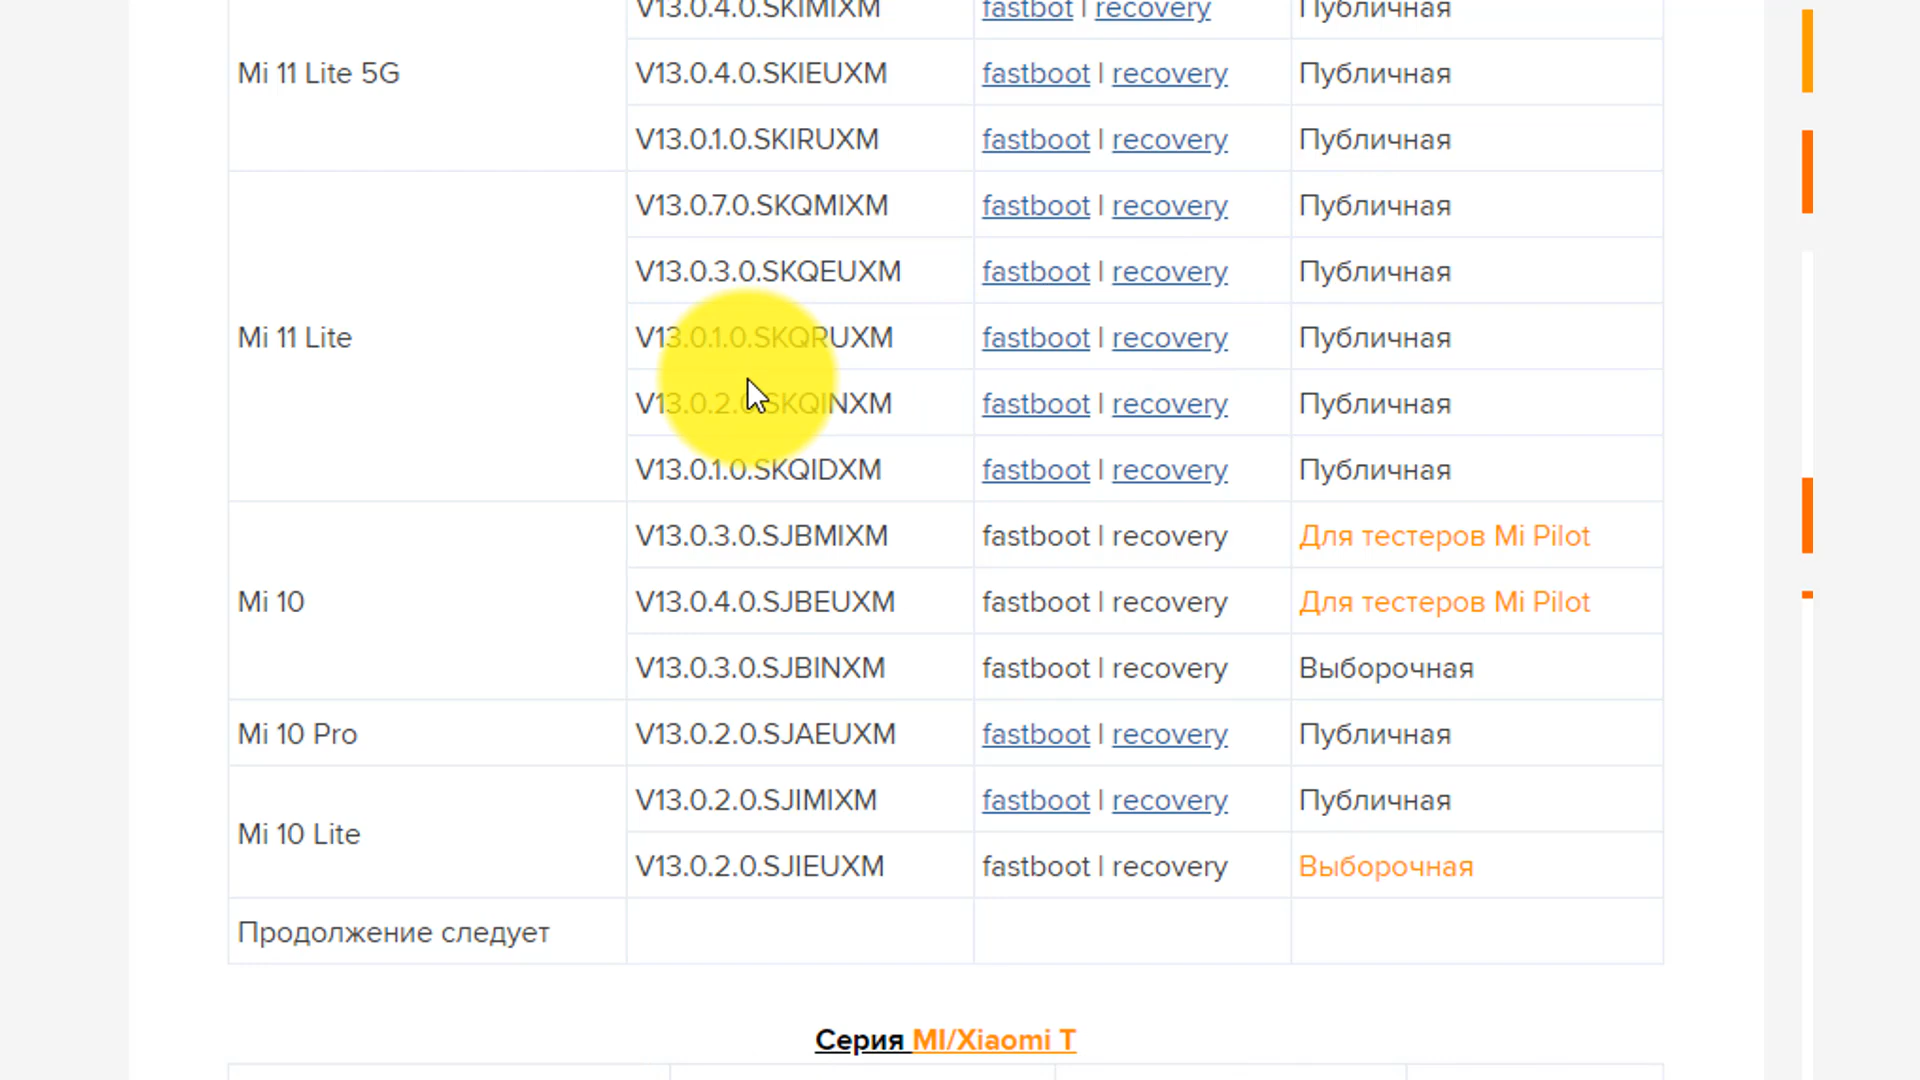 V13.0.4.0.SKIMIXM fastbot | recovery Публичная
Mi 11 Lite 5G V13.0.4.0.SKIEUXM fastboot | recovery Публичная
V13.0.1.0.SKIRUXM fastboot | recovery Публичная
V13.0.7.0.SKQMIXM fastboot | recovery Публичная
V13.0.3.0.SKQEUXM fastboot | recovery Публичная
Mi 11 Lite V13.0.1.0.SKQRUXM fastboot | recovery Публичная
V13.0.2.0.SKQINXM fastboot | recovery Публичная
V13.0.1.0.SKQIDXM fastboot | recovery Публичная
V13.0.3.0.SJBMIXM fastboot | recovery Для тестеров Mi Pilot
Mi 10 V13.0.4.0.SJBEUXM fastboot | recovery Для тестеров Mi Pilot
V13.0.3.0.SJBINXM fastboot | recovery Выборочная
Mi 10 Pro V13.0.2.0.SJAEUXM fastboot | recovery Публичная
V13.0.2.0.SJIMIXM fastboot | recovery Публичная
Mi 10 Lite
V13.0.2.0.SJIEUXM fastboot | recovery Выборочная
Продолжение следует
Серия MI/Xiaomi T